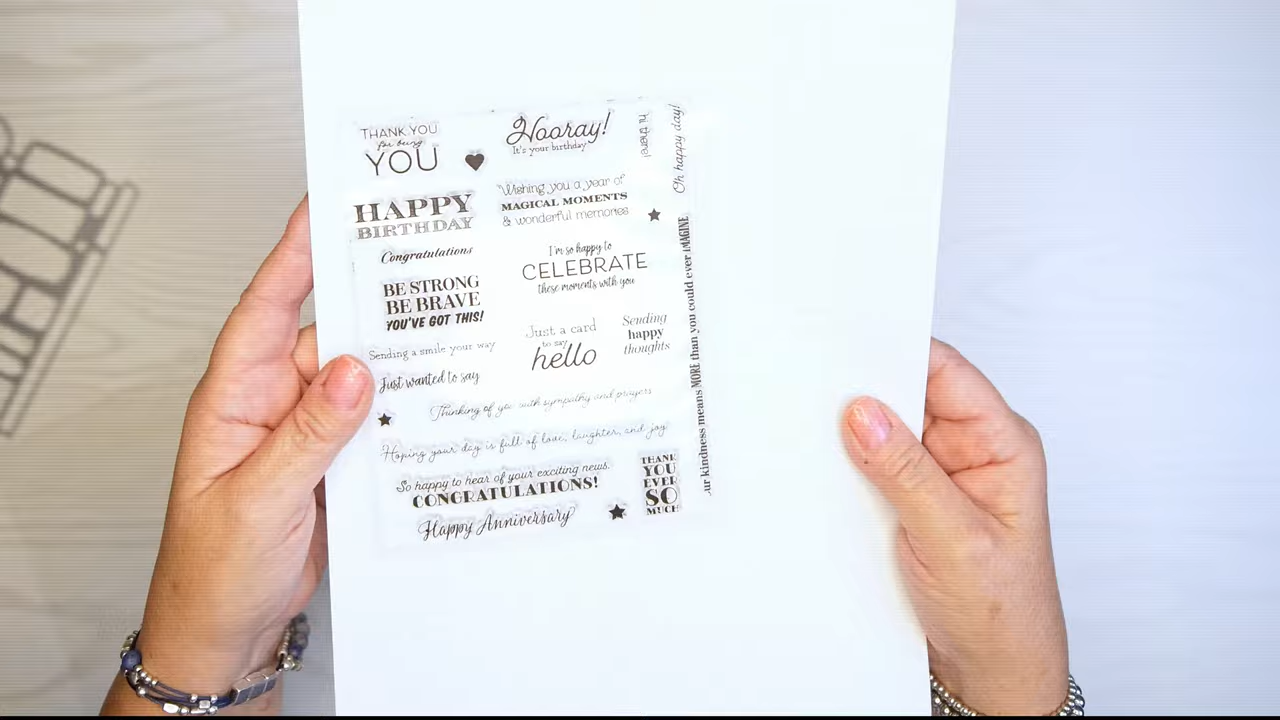 THANK YOU
for being
YOU
Hooray!
It's your birthday
hi there!
Oh happy day!
HAPPY
BIRTHDAY
Wishing you a year of
MAGICAL MOMENTS
& wonderful memories
Congratulations
I'm so happy to
CELEBRATE
these moments with you
BE STRONG
BE BRAVE
YOU'VE GOT THIS!
Just a card
to say
hello
Sending
happy
thoughts
Sending a smile your way
Just wanted to say
Thinking of you with sympathy and prayers
Hoping your day is full of love, laughter, and joy!
So happy to hear of your exciting news.
CONGRATULATIONS!
Happy Anniversary
THANK
YOU
EVER
SO
MUCH
ur kindness means MORE than you could ever iMAGINE